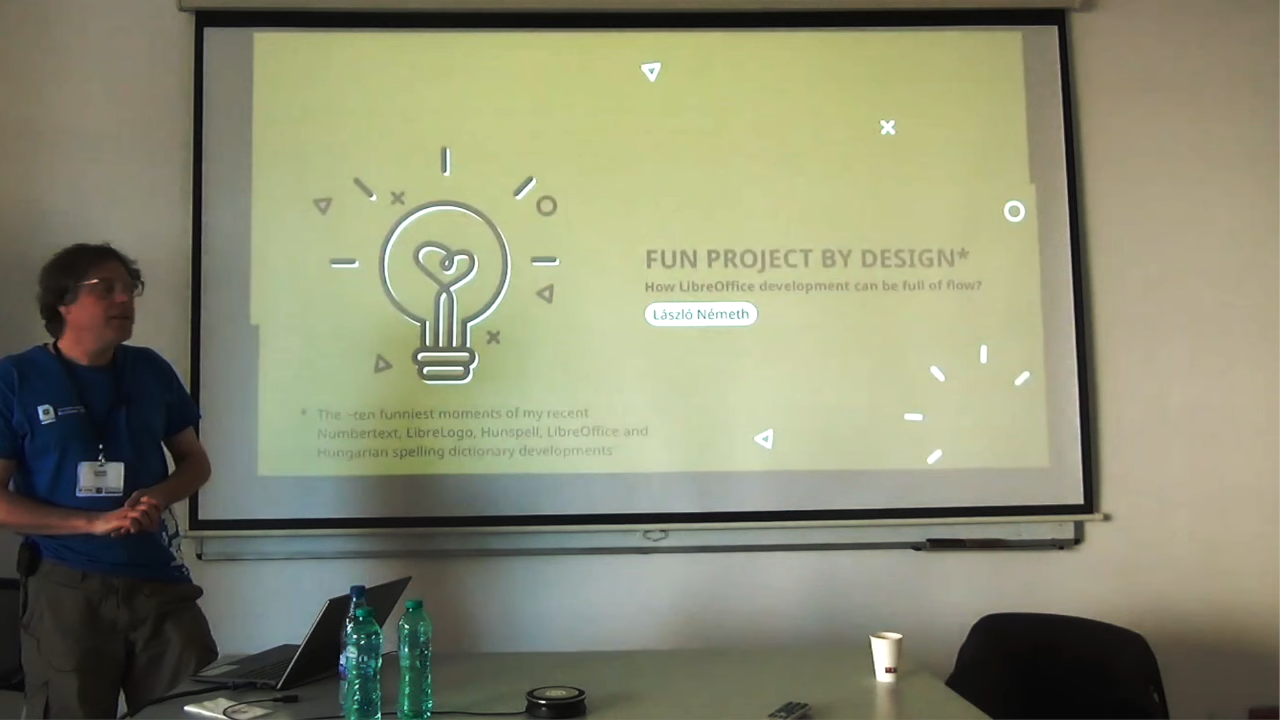 FUN PROJECT BY DESIGN*
How LibreOffice development can be full of flow?
László Németh
* The ~ten funniest moments of my recent
Numbertext, LibreLogo, Hunspell, LibreOffice and
Hungarian spelling dictionary developments